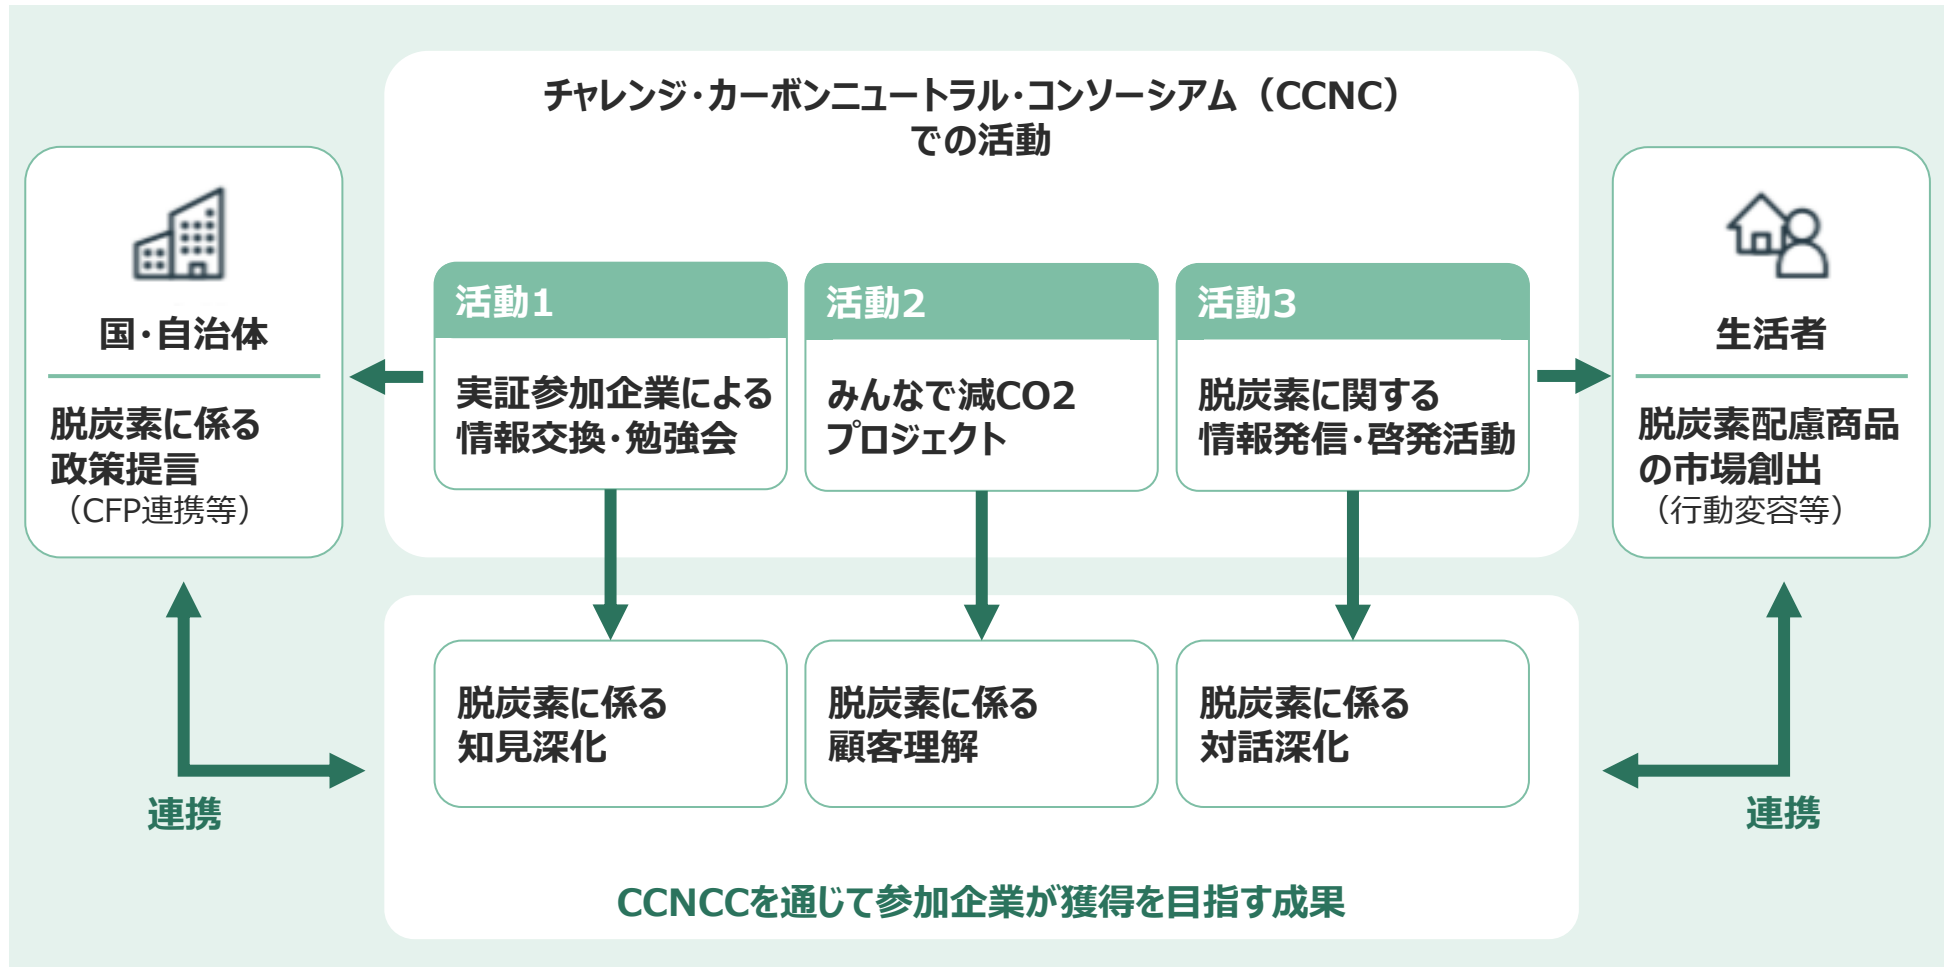 チャレンジ・カーボンニュートラル・コンソーシアム（CCNC）
での活動
国・自治体
脱炭素に係る
政策提言
（CFP連携等）
活動1
実証参加企業による
情報交換・勉強会
活動2
みんなで減CO2
プロジェクト
活動3
脱炭素に関する
情報発信・啓発活動
生活者
脱炭素配慮商品
の市場創出
（行動変容等）
脱炭素に係る
知見深化
脱炭素に係る
顧客理解
脱炭素に係る
対話深化
連携
連携
CCNCCを通じて参加企業が獲得を目指す成果